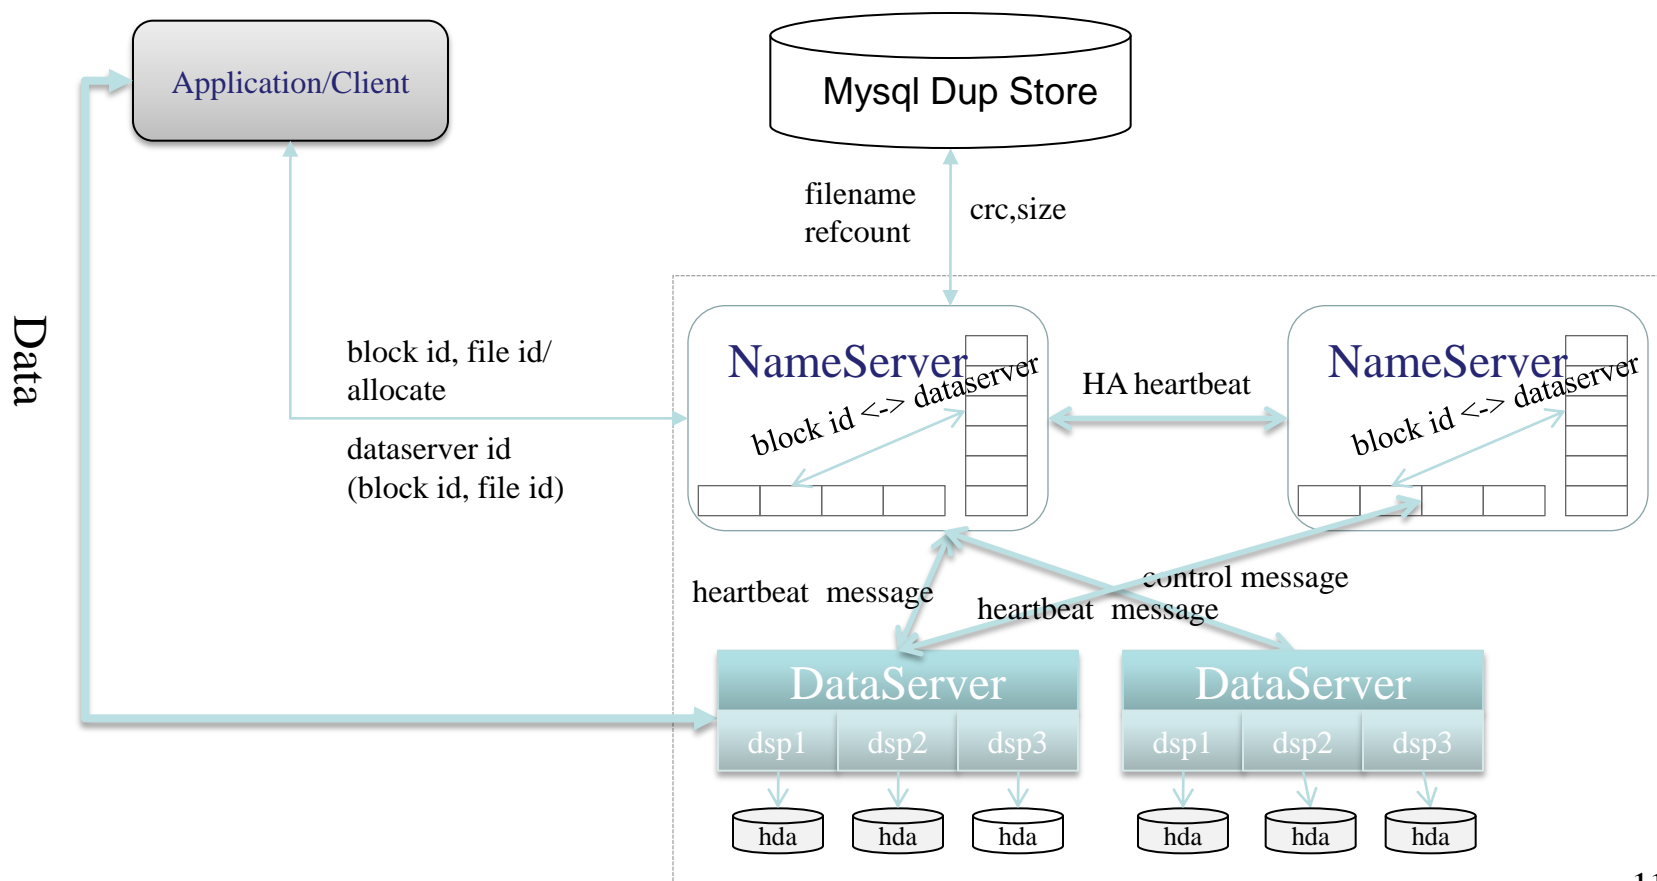 Application/Client
Mysql Dup Store
filename
refcount
crc,size
Data
block id, file id/
allocate
dataserver id
(block id, file id)
NameServer
block id <-> dataserver
HA heartbeat
NameServer
block id <-> dataserver
heartbeat message
control message
heartbeat message
DataServer
dsp1
dsp2
dsp3
hda
hda
hda
DataServer
dsp1
dsp2
dsp3
hda
hda
hda